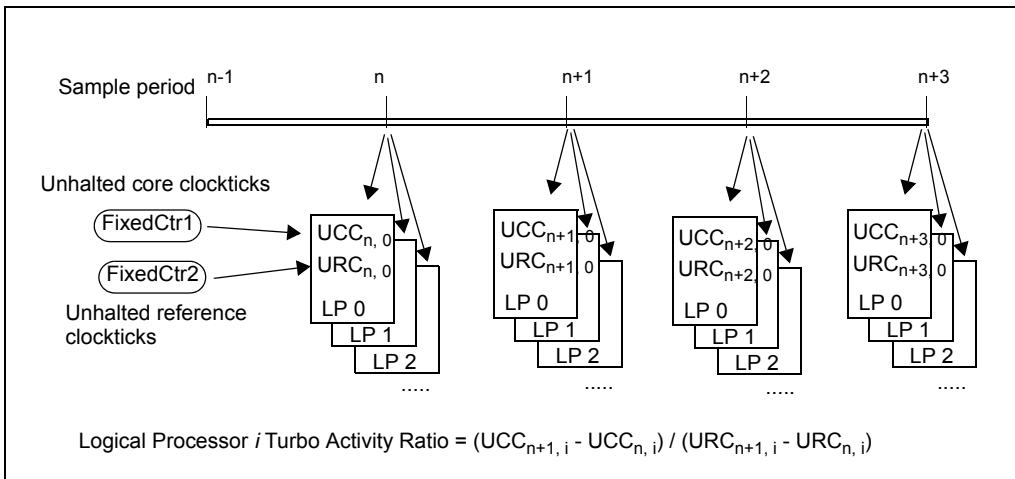 n-1 n n+1 n+2 n+3
Sample period
Unhalted core clockticks
FixedCtr1
FixedCtr2
Unhalted reference
clockticks
UCCn, 0
URCn, 0
LP 0
LP 1
LP 2
.....
UCCn+1, 0
URCn+1, 0
LP 0
LP 1
LP 2
.....
UCCn+2, 0
URCn+2, 0
LP 0
LP 1
LP 2
.....
UCCn+3, 0
URCn+3, 0
LP 0
LP 1
LP 2
.....
Logical Processor i Turbo Activity Ratio = (UCCn+1, i - UCCn, i) / (URCn+1, i - URCn, i)